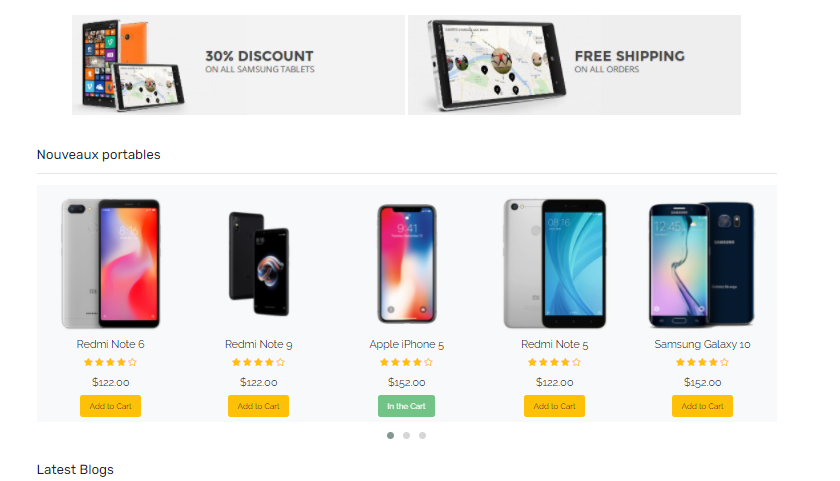 30% DISCOUNT
ON ALL SAMSUNG TABLETS
FREE SHIPPING
ON ALL ORDERS
Nouveaux portables
Redmi Note 6
Redmi Note 9
Apple iPhone 5
Redmi Note 5
Samsung Galaxy 10
$122.00
$122.00
$152.00
$122.00
$152.00
Add to Cart
Add to Cart
In the Cart
Add to Cart
Add to Cart
Latest Blogs